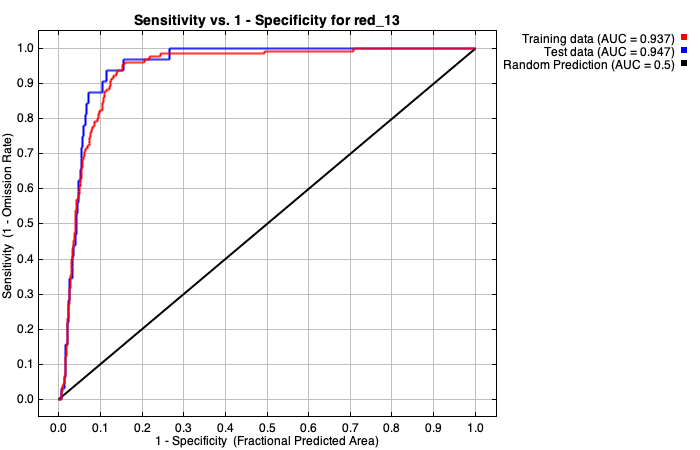 Sensitivity vs. 1 - Specificity for red_13
Training data (AUC = 0.937)
Test data (AUC = 0.947)
Random Prediction (AUC = 0.5)
Sensitivity (1 - Omission Rate)
1.0
0.9
0.8
0.7
0.6
0.5
0.4
0.3
0.2
0.1
0.0
0.0 0.1 0.2 0.3 0.4 0.5 0.6 0.7 0.8 0.9 1.0
1 - Specificity (Fractional Predicted Area)